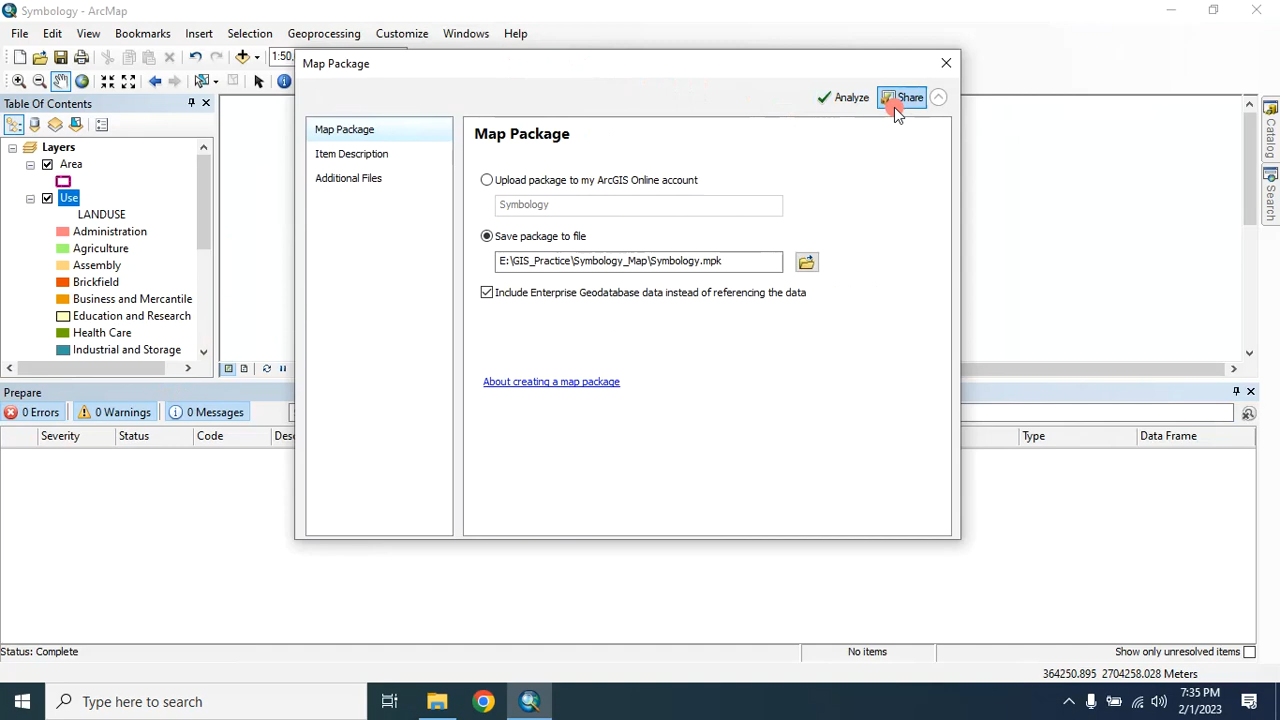 Symbology - ArcMap
File Edit View Bookmarks Insert Selection Geoprocessing Customize Windows Help
1:50,
Map Package
Analyze Share
Table Of Contents
Layers
Area
Use
LANDUSE
Administration
Agriculture
Assembly
Brickfield
Business and Mercantile
Education and Research
Health Care
Industrial and Storage
Map Package
Item Description
Additional Files
Map Package
Upload package to my ArcGIS Online account
Symbology
Save package to file
E:\GIS_Practice\Symbology_Map\Symbology.mpk
Include Enterprise Geodatabase data instead of referencing the data
About creating a map package
Catalog
Search
Prepare
0 Errors 0 Warnings 0 Messages
Severity Status Code Desc Type Data Frame
Status: Complete No items Show only unresolved items
364250.895 2704258.028 Meters
Type here to search
7:35 PM
2/1/2023